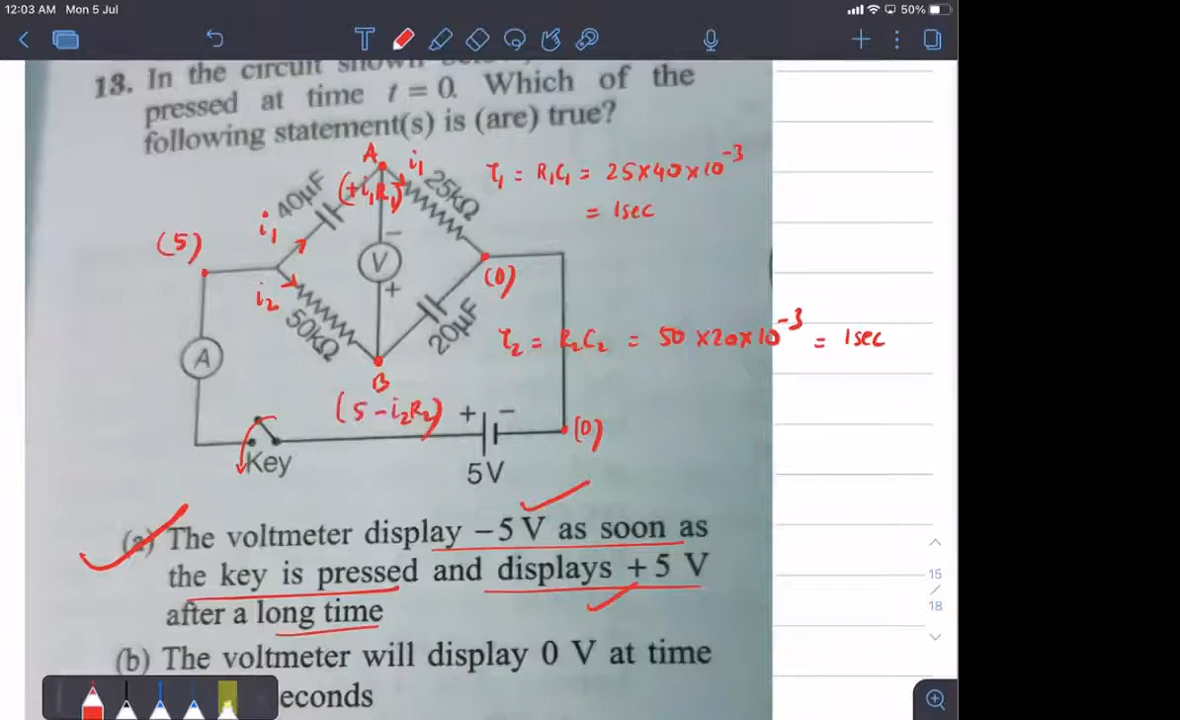 12:03 AM Mon 5 Jul
50%
T
13. In the circuit shown below,
pressed at time t = 0. Which of the
following statement(s) is (are) true?
A
i₁
40μF
(+i₁R₁)
25kΩ
τ₁ = R₁C₁ = 25×40×10⁻³
= 1sec
(5)
i₁
V
−
+
(0)
i₂
50kΩ
20μF
τ₂ = R₂C₂ = 50×20×10⁻³ = 1sec
A
B
(5-i₂R₂)
+
−
(0)
Key
5V
(a) The voltmeter display −5 V as soon as
the key is pressed and displays +5 V
after a long time
15
/
18
(b) The voltmeter will display 0 V at time
econds